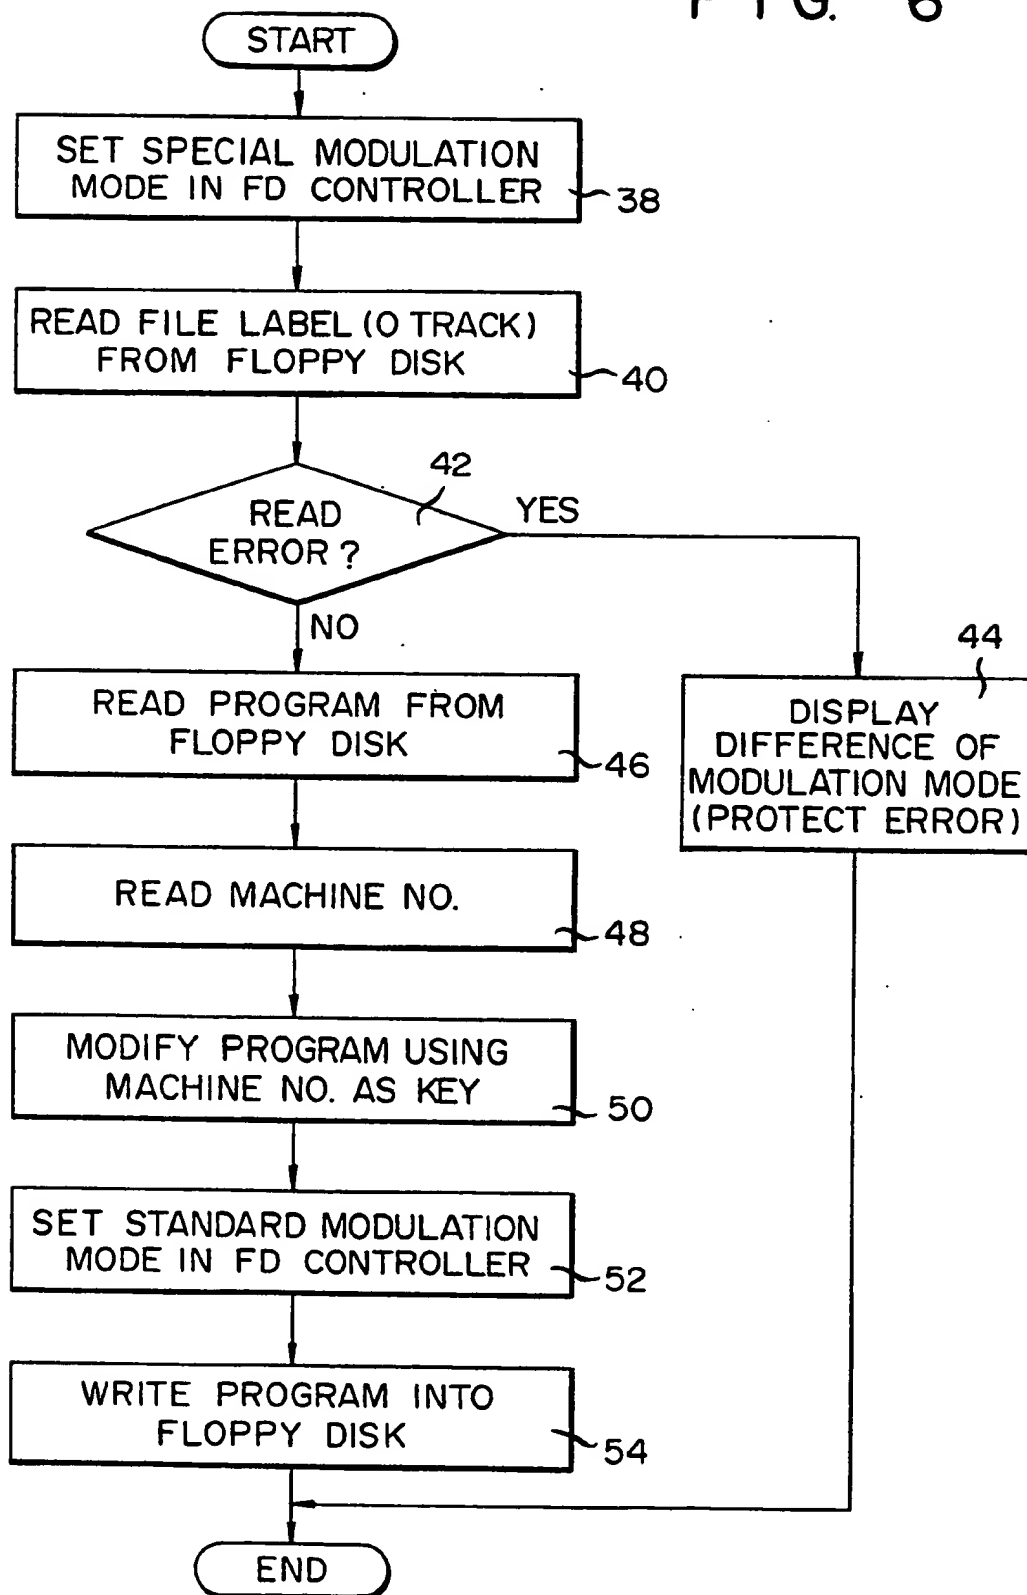 FIG. 6
START
SET SPECIAL MODULATION
MODE IN FD CONTROLLER
38
READ FILE LABEL (0 TRACK)
FROM FLOPPY DISK
40
42
READ
ERROR?
YES
NO
44
DISPLAY
DIFFERENCE OF
MODULATION MODE
(PROTECT ERROR)
READ PROGRAM FROM
FLOPPY DISK
46
READ MACHINE NO.
48
MODIFY PROGRAM USING
MACHINE NO. AS KEY
50
SET STANDARD MODULATION
MODE IN FD CONTROLLER
52
WRITE PROGRAM INTO
FLOPPY DISK
54
END